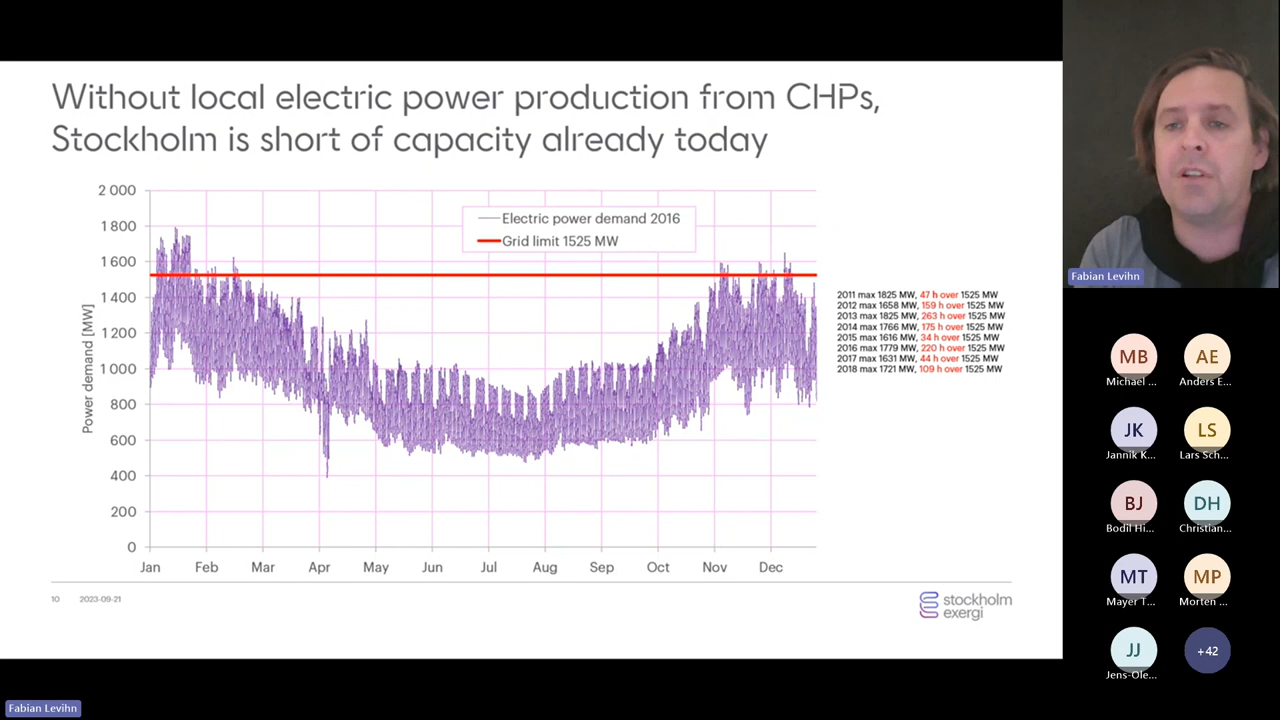 Without local electric power production from CHPs,
Stockholm is short of capacity already today
2 000
1 800
1 600
1 400
1 200
1 000
800
600
400
200
0
Power demand [MW]
Electric power demand 2016
Grid limit 1525 MW
Jan Feb Mar Apr May Jun Jul Aug Sep Oct Nov Dec
2011 max 1825 MW, 47 h over 1525 MW
2012 max 1658 MW, 159 h over 1525 MW
2013 max 1825 MW, 263 h over 1525 MW
2014 max 1766 MW, 175 h over 1525 MW
2015 max 1616 MW, 34 h over 1525 MW
2016 max 1779 MW, 220 h over 1525 MW
2017 max 1631 MW, 44 h over 1525 MW
2018 max 1721 MW, 109 h over 1525 MW
10 2023-09-21
stockholm
exergi
Fabian Levihn
MB AE
Michael ... Anders E...
JK LS
Jannik K... Lars Sch...
BJ DH
Bodil Hi... Christian...
MT MP
Mayer T... Morten ...
JJ +42
Jens-Ole...
Fabian Levihn